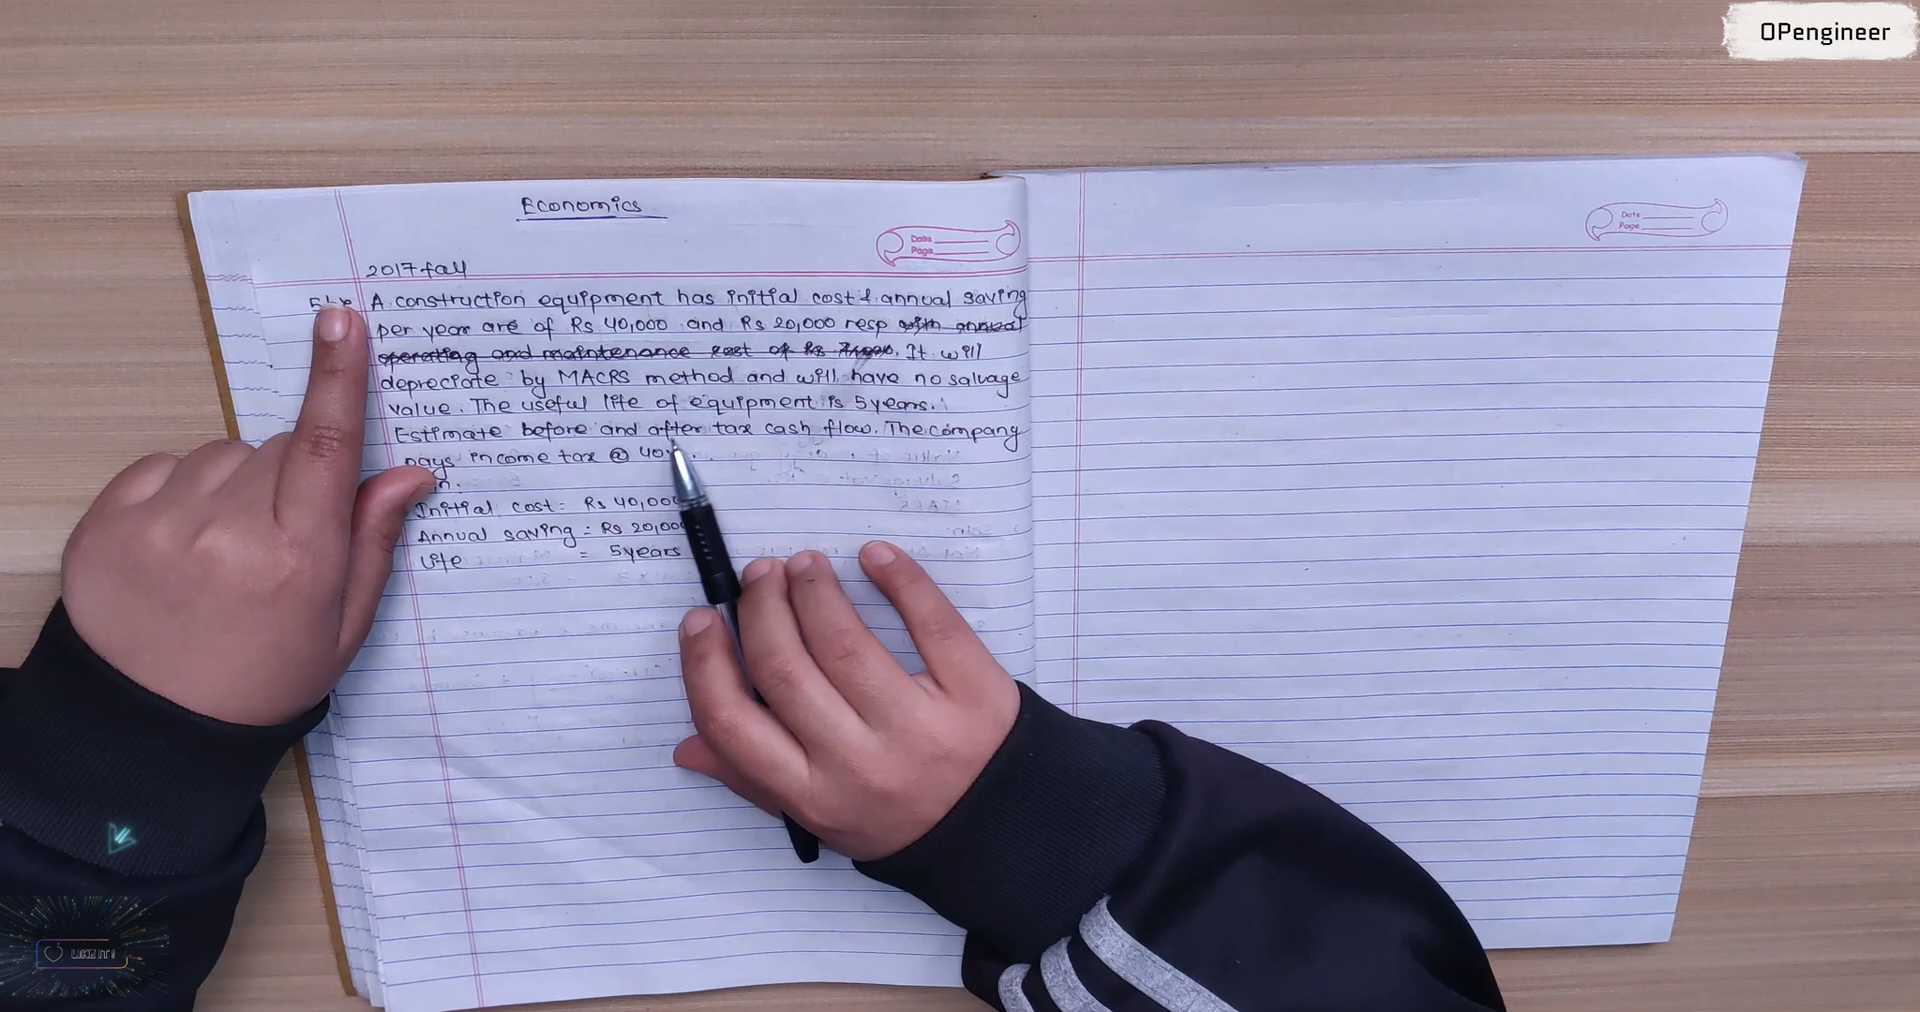 OPengineer
Economics
Date
Page
Date
Page
2017 fall
A construction equipment has initial cost & annual saving
per year are of Rs 40,000 and Rs 20,000 resp with annual
operating and maintenance cost of Rs . It will
depreciate by MACRS method and will have no salvage
value. The useful life of equipment is 5 years.
Estimate before and after tax cash flow. The company
pays income tax @ 40
Initial cost = Rs 40,000
Annual saving = Rs 20,000
Life = 5 years
LIKE IT!